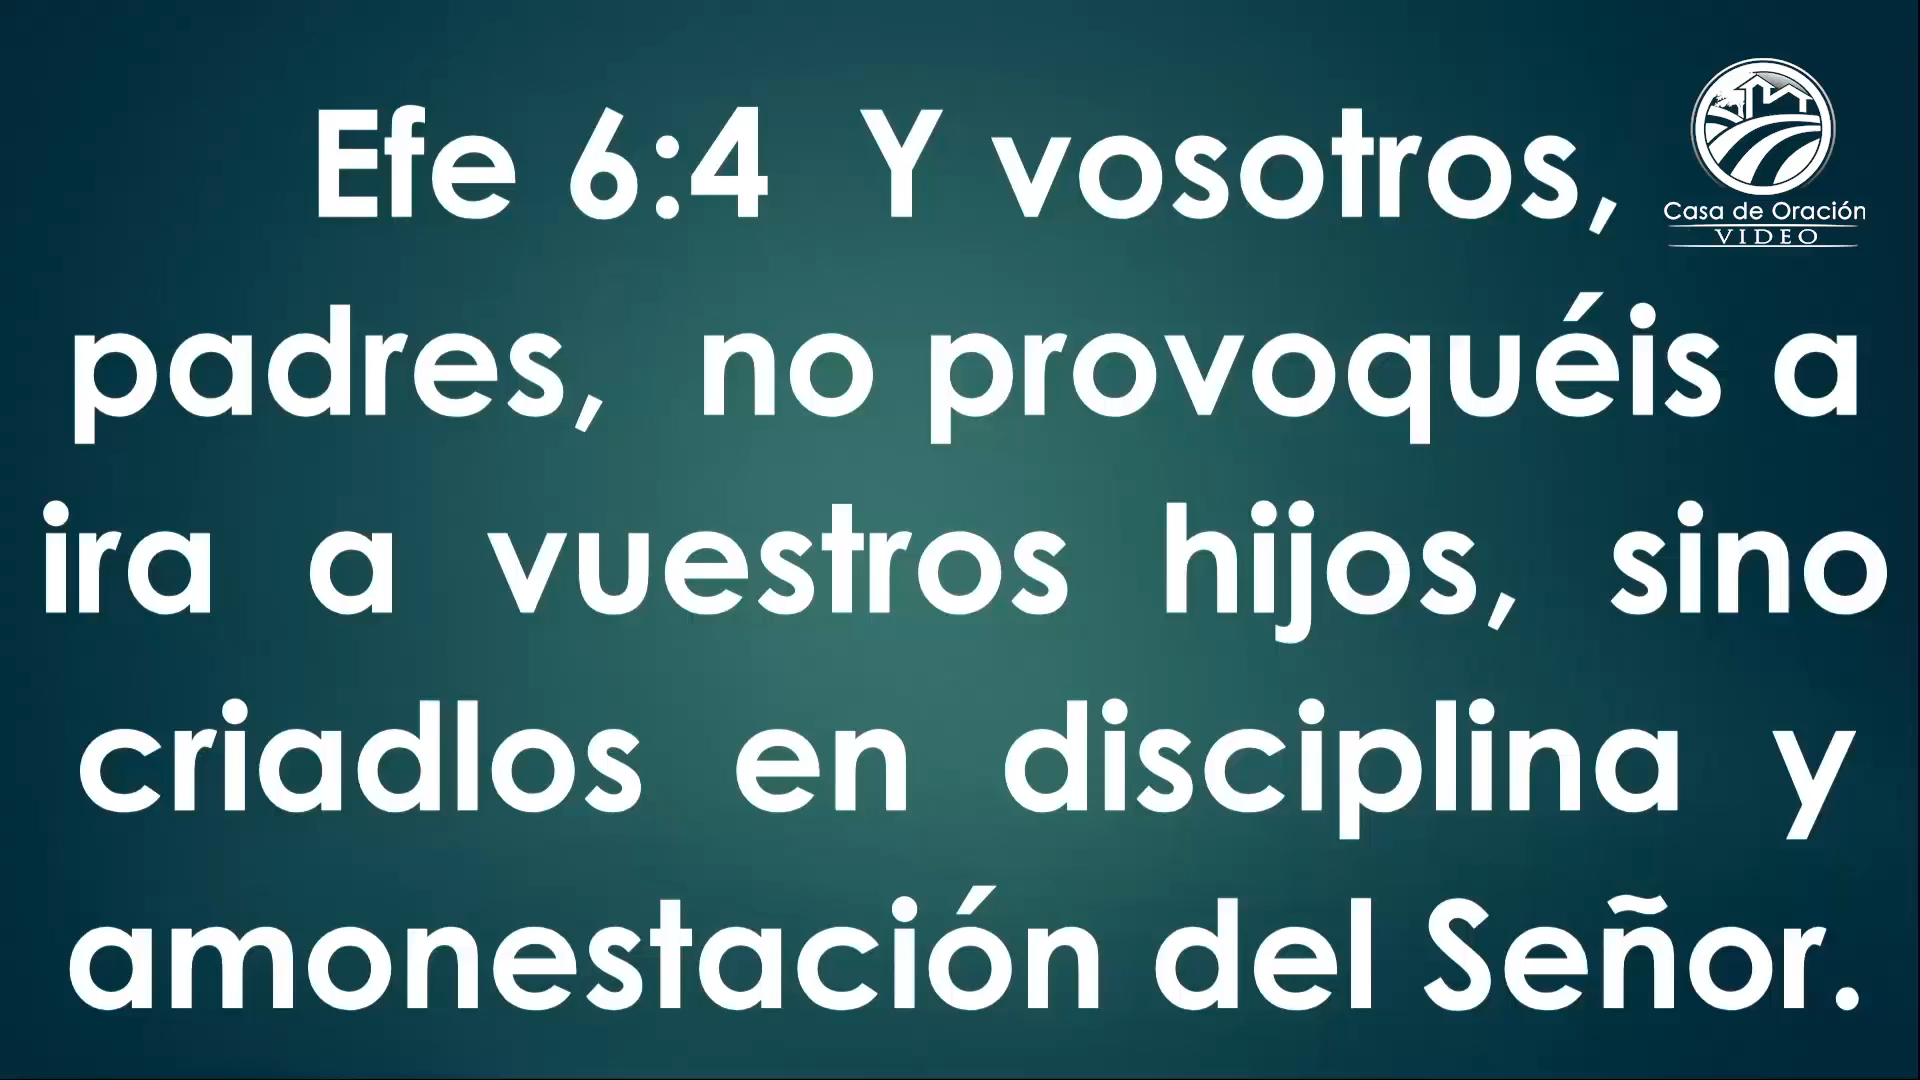 Efe 6:4 Y vosotros,
padres, no provoquéis a
ira a vuestros hijos, sino
criadlos en disciplina y
amonestación del Señor.
Casa de Oración
VIDEO